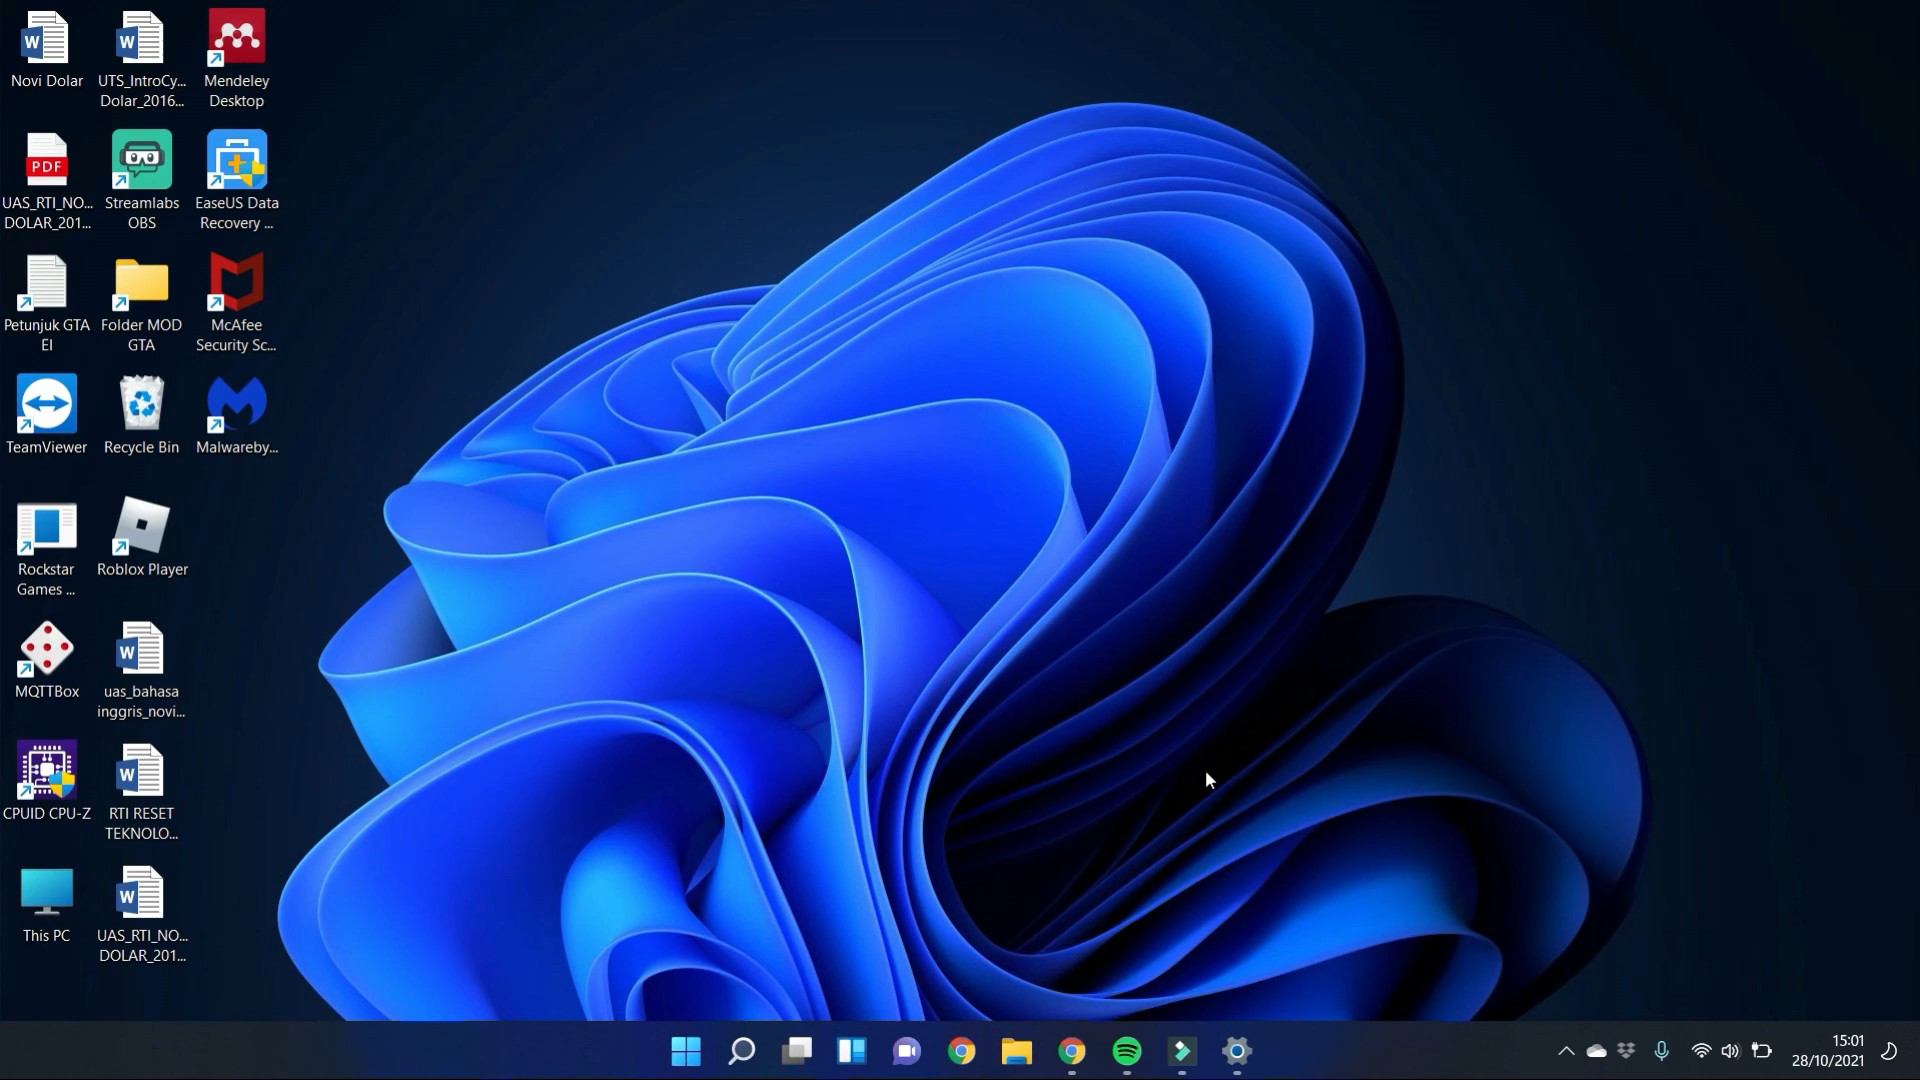 Novi Dolar
UTS_IntroCy...
Dolar_2016...
Mendeley
Desktop
PDF
UAS_RTI_NO...
DOLAR_201...
Streamlabs
OBS
EaseUS Data
Recovery ...
Petunjuk GTA
EI
Folder MOD
GTA
McAfee
Security Sc...
TeamViewer
Recycle Bin
Malwareby...
Rockstar
Games ...
Roblox Player
MQTTBox
uas_bahasa
inggris_novi...
CPUID CPU-Z
RTI RESET
TEKNOLO...
This PC
UAS_RTI_NO...
DOLAR_201...
15:01
28/10/2021